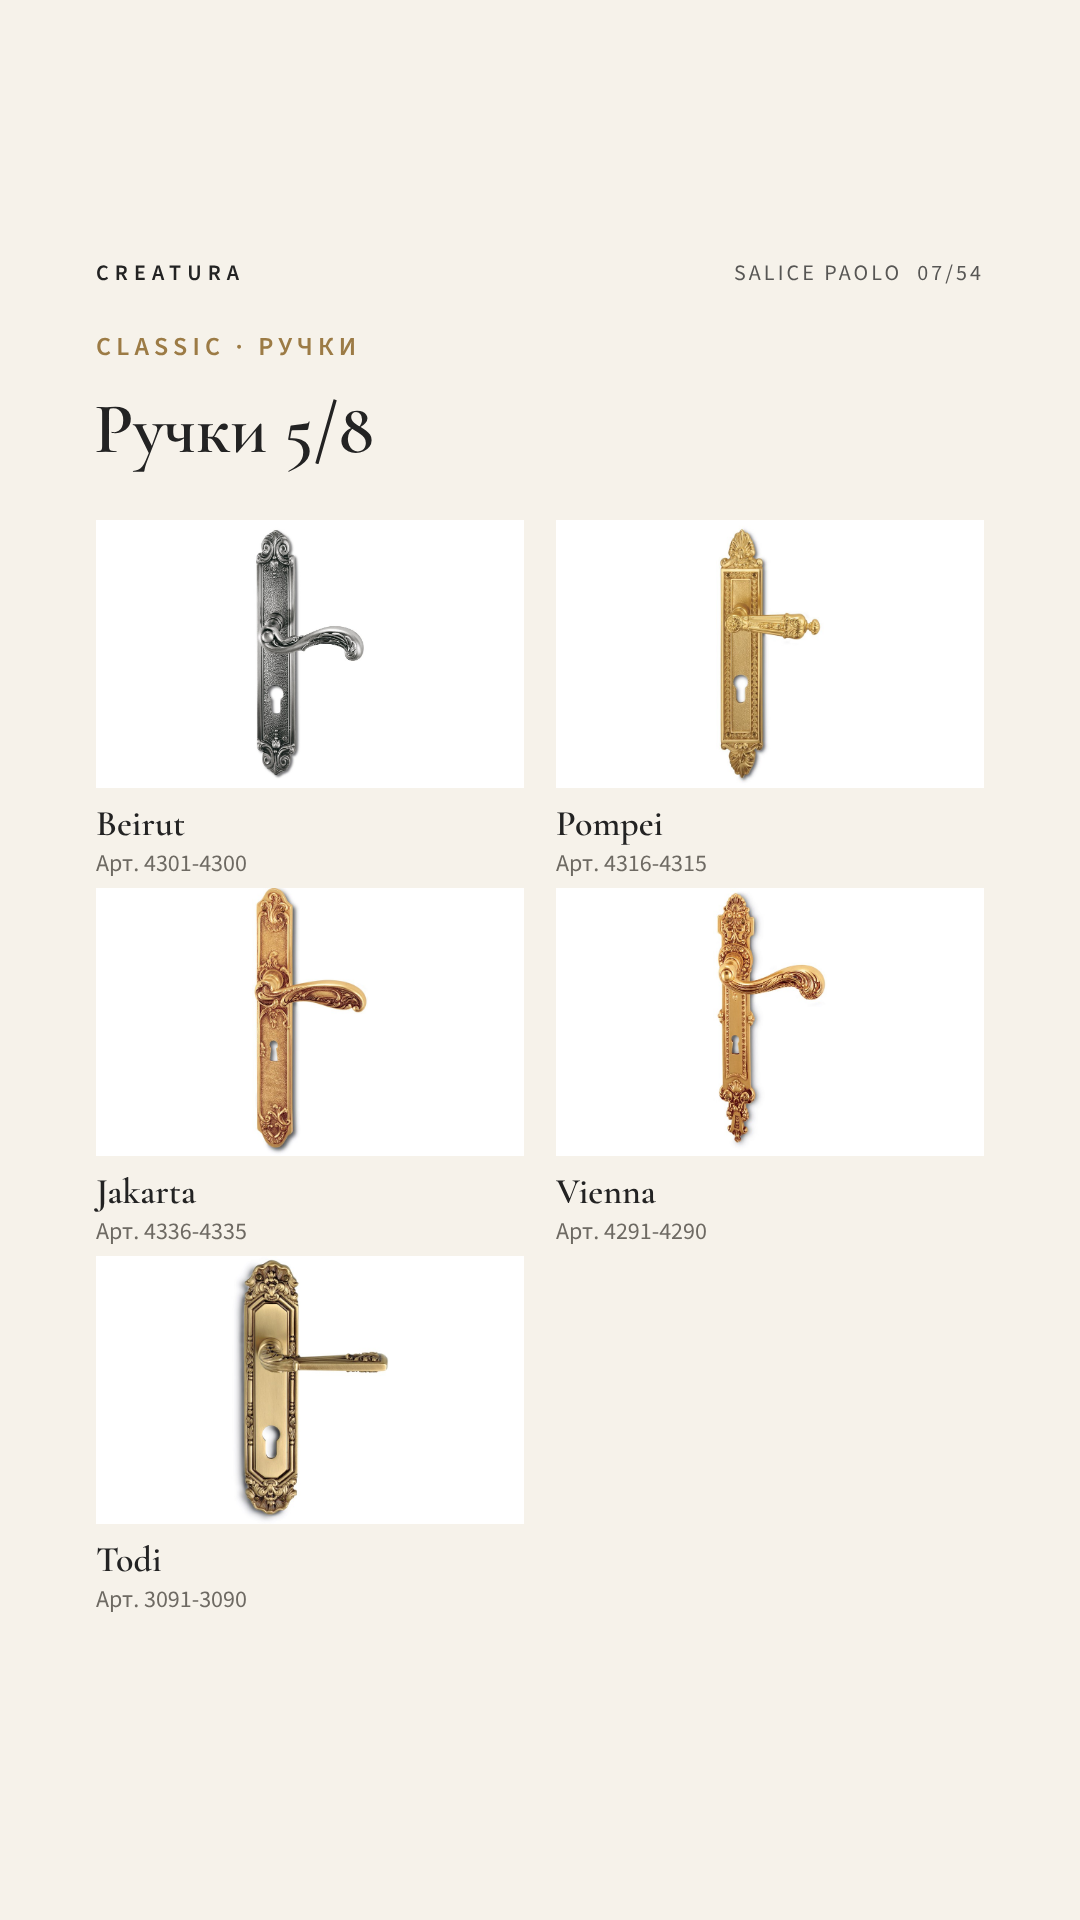 CREATURA
SALICE PAOLO 07/54
CLASSIC · РУЧКИ
Ручки 5/8
Beirut
Арт. 4301-4300
Pompei
Арт. 4316-4315
Jakarta
Арт. 4336-4335
Vienna
Арт. 4291-4290
Todi
Арт. 3091-3090